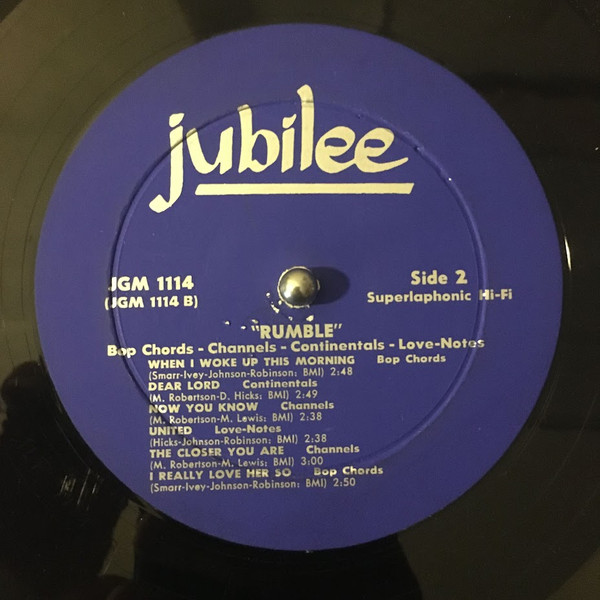 jubilee
JGM 1114
(JGM 1114 B)
Side 2
Superlaphonic Hi-Fi
"RUMBLE"
Bop Chords - Channels - Continentals - Love-Notes
WHEN I WOKE UP THIS MORNING Bop Chords
(Smarr-Ivey-Johnson-Robinson: BMI) 2:48
DEAR LORD Continentals
(M. Robertson-D. Hicks: BMI) 2:49
NOW YOU KNOW Channels
(M. Robertson-M. Lewis: BMI) 2:38
UNITED Love-Notes
(Hicks-Johnson-Robinson: BMI) 2:38
THE CLOSER YOU ARE Channels
(M. Robertson-M. Lewis: BMI) 3:00
I REALLY LOVE HER SO Bop Chords
(Smarr-Ivey-Johnson-Robinson: BMI) 2:50